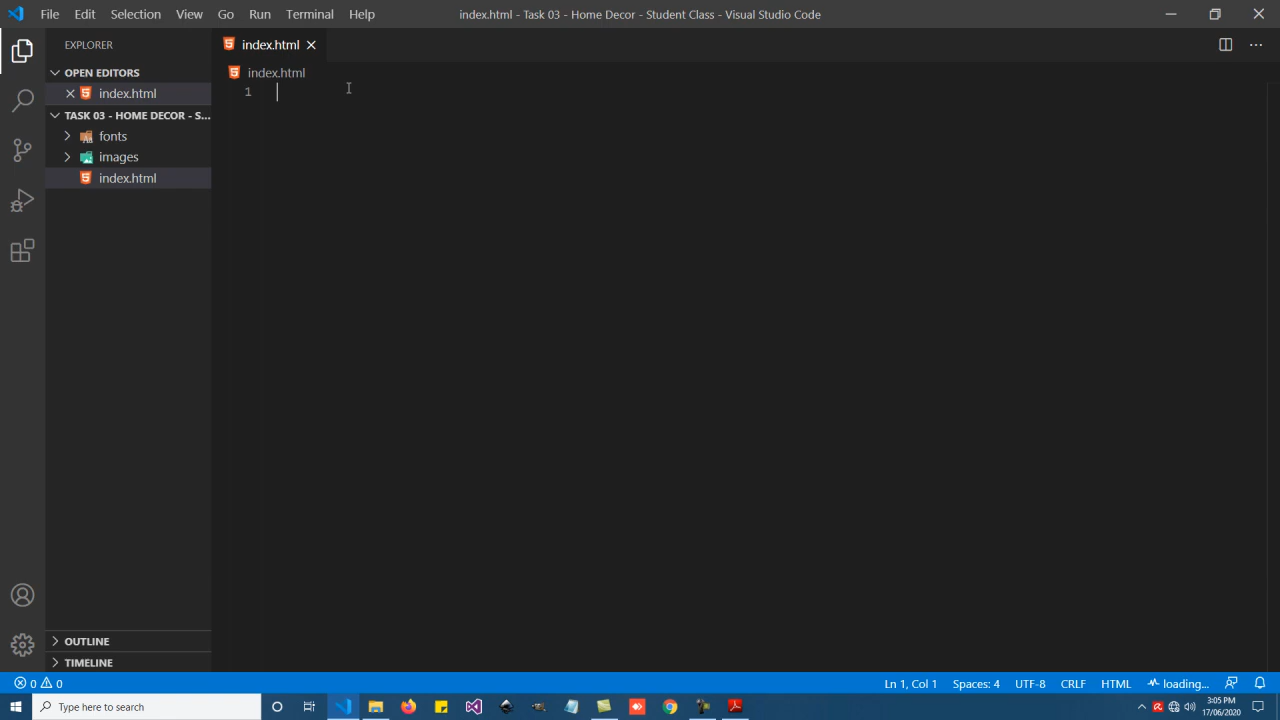 File Edit Selection View Go Run Terminal Help
index.html - Task 03 - Home Decor - Student Class - Visual Studio Code
EXPLORER
index.html
OPEN EDITORS
index.html
index.html
1
TASK 03 - HOME DECOR - S...
fonts
images
index.html
OUTLINE
TIMELINE
0 0
Ln 1, Col 1 Spaces: 4 UTF-8 CRLF HTML loading...
Type here to search
3:05 PM
17/06/2020